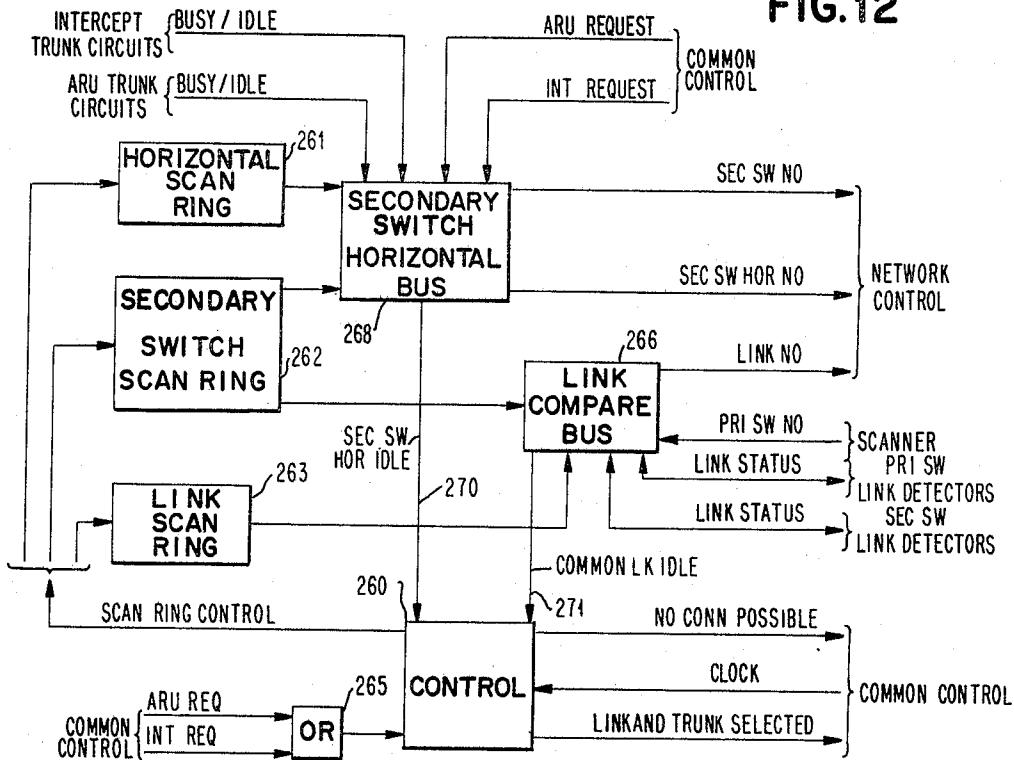 FIG.12
INTERCEPT
TRUNK CIRCUITS
BUSY / IDLE
ARU REQUEST
COMMON
CONTROL
ARU TRUNK
CIRCUITS
BUSY/IDLE
INT REQUEST
261
HORIZONTAL
SCAN
RING
SECONDARY
SWITCH
HORIZONTAL
BUS
268
SEC SW NO
SEC SW HOR NO
NETWORK
CONTROL
SECONDARY
SWITCH
SCAN RING
262
266
LINK NO
LINK
COMPARE
BUS
PRI SW NO
SCANNER
LINK STATUS
PRI SW
LINK DETECTORS
SEC SW
HOR IDLE
270
LINK STATUS
SEC SW
LINK DETECTORS
263
LINK
SCAN
RING
COMMON LK IDLE
271
260
SCAN RING CONTROL
NO CONN POSSIBLE
CONTROL
CLOCK
COMMON CONTROL
LINKAND TRUNK SELECTED
265
COMMON
CONTROL
ARU REQ
INT REQ
OR